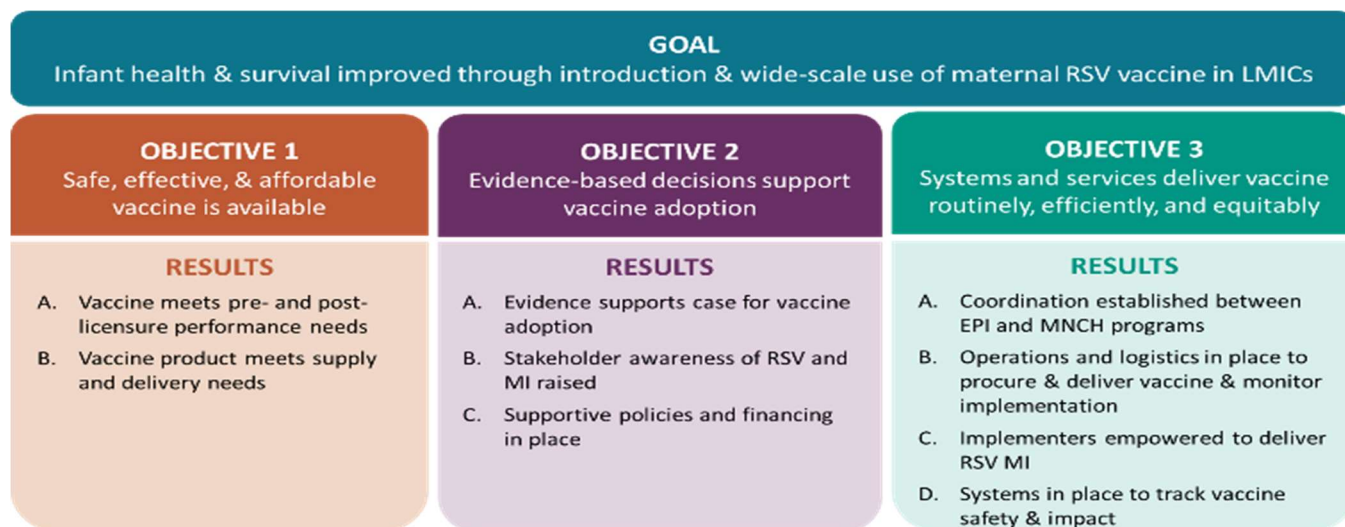 GOAL
Infant health & survival improved through introduction & wide-scale use of maternal RSV vaccine in LMICs
OBJECTIVE 1
Safe, effective, & affordable
vaccine is available
RESULTS
A. Vaccine meets pre- and post-
licensure performance needs
B. Vaccine product meets supply
and delivery needs
OBJECTIVE 2
Evidence-based decisions support
vaccine adoption
RESULTS
A. Evidence supports case for vaccine
adoption
B. Stakeholder awareness of RSV and
MI raised
C. Supportive policies and financing
in place
OBJECTIVE 3
Systems and services deliver vaccine
routinely, efficiently, and equitably
RESULTS
A. Coordination established between
EPI and MNCH programs
B. Operations and logistics in place to
procure & deliver vaccine & monitor
implementation
C. Implementers empowered to deliver
RSV MI
D. Systems in place to track vaccine
safety & impact